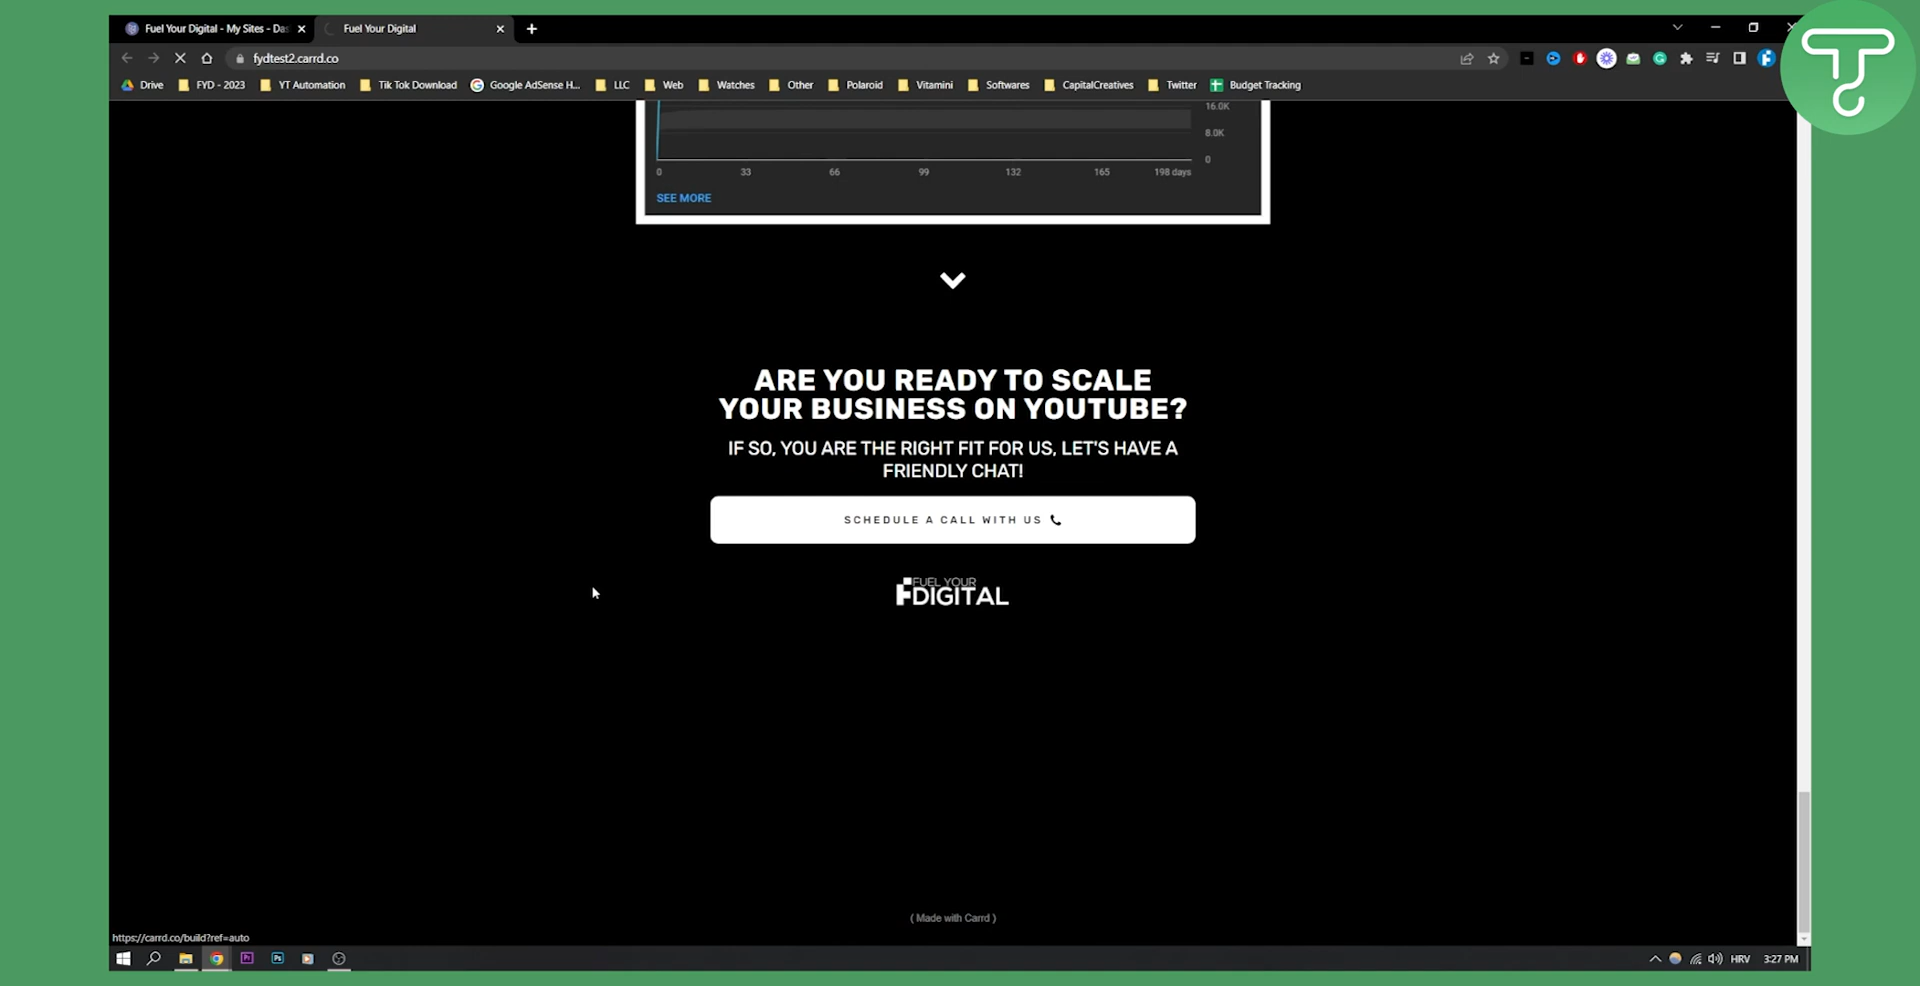 Fuel Your Digital - My Sites - Das
Fuel Your Digital
fydtest2.carrd.co
Drive
FYD - 2023
YT Automation
Tik Tok Download
Google AdSense H...
LLC
Web
Watches
Other
Polaroid
Vitamini
Softwares
CapitalCreatives
Twitter
Budget Tracking
16.0K
8.0K
0
0 33 66 99 132 165 198 days
SEE MORE
ARE YOU READY TO SCALE
YOUR BUSINESS ON YOUTUBE?
IF SO, YOU ARE THE RIGHT FIT FOR US, LET'S HAVE A
FRIENDLY CHAT!
SCHEDULE A CALL WITH US
FUEL YOUR
DIGITAL
( Made with Carrd )
https://carrd.co/build?ref=auto
HRV
3:27 PM